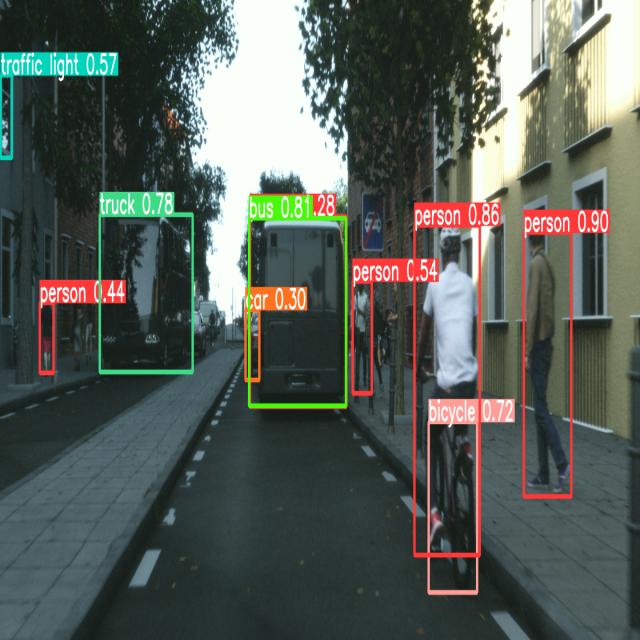 traffic light 0.57
truck 0.78
bus 0.81
.28
person 0.86
person 0.90
person 0.54
person 0.44
car 0.30
bicycle 0.72